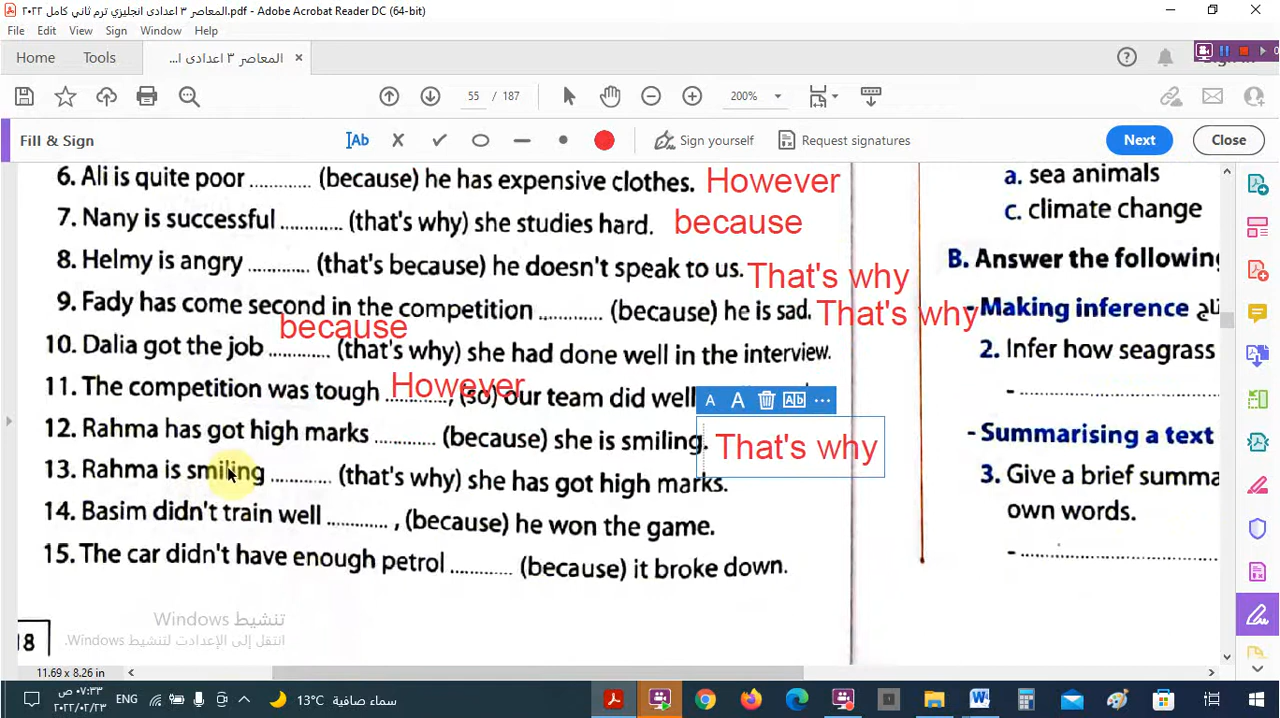 المعاصر ٣ اعدادى انجليزي ترم ثاني كامل ٢٠٢٢.pdf - Adobe Acrobat Reader DC (64-bit)
File Edit View Sign Window Help
Home Tools المعاصر ٣ اعدادى ا...
55 / 187 200%
Fill & Sign Ab Sign yourself Request signatures Next Close
6. Ali is quite poor ............ (because) he has expensive clothes. However
7. Nany is successful ............ (that's why) she studies hard. because
8. Helmy is angry ............ (that's because) he doesn't speak to us. That's why
9. Fady has come second in the competition ............ (because) he is sad. That's why
because
10. Dalia got the job ............ (that's why) she had done well in the interview.
However
11. The competition was tough ............, (so) our team did well
A A Ab ...
12. Rahma has got high marks ............ (because) she is smiling. That's why
13. Rahma is smiling ............ (that's why) she has got high marks.
14. Basim didn't train well ............ , (because) he won the game.
15. The car didn't have enough petrol ............ (because) it broke down.
18
a. sea animals
c. climate change
B. Answer the following
- Making inference
2. Infer how seagrass
- ............
- Summarising a text
3. Give a brief summa
own words.
- ............
تنشيط Windows
انتقل إلى الإعدادات لتنشيط Windows.
11.69 x 8.26 in
ENG 13°C سماء صافية
٠٧:٣٣ ص
٢٠٢٢/٠٢/٢٣